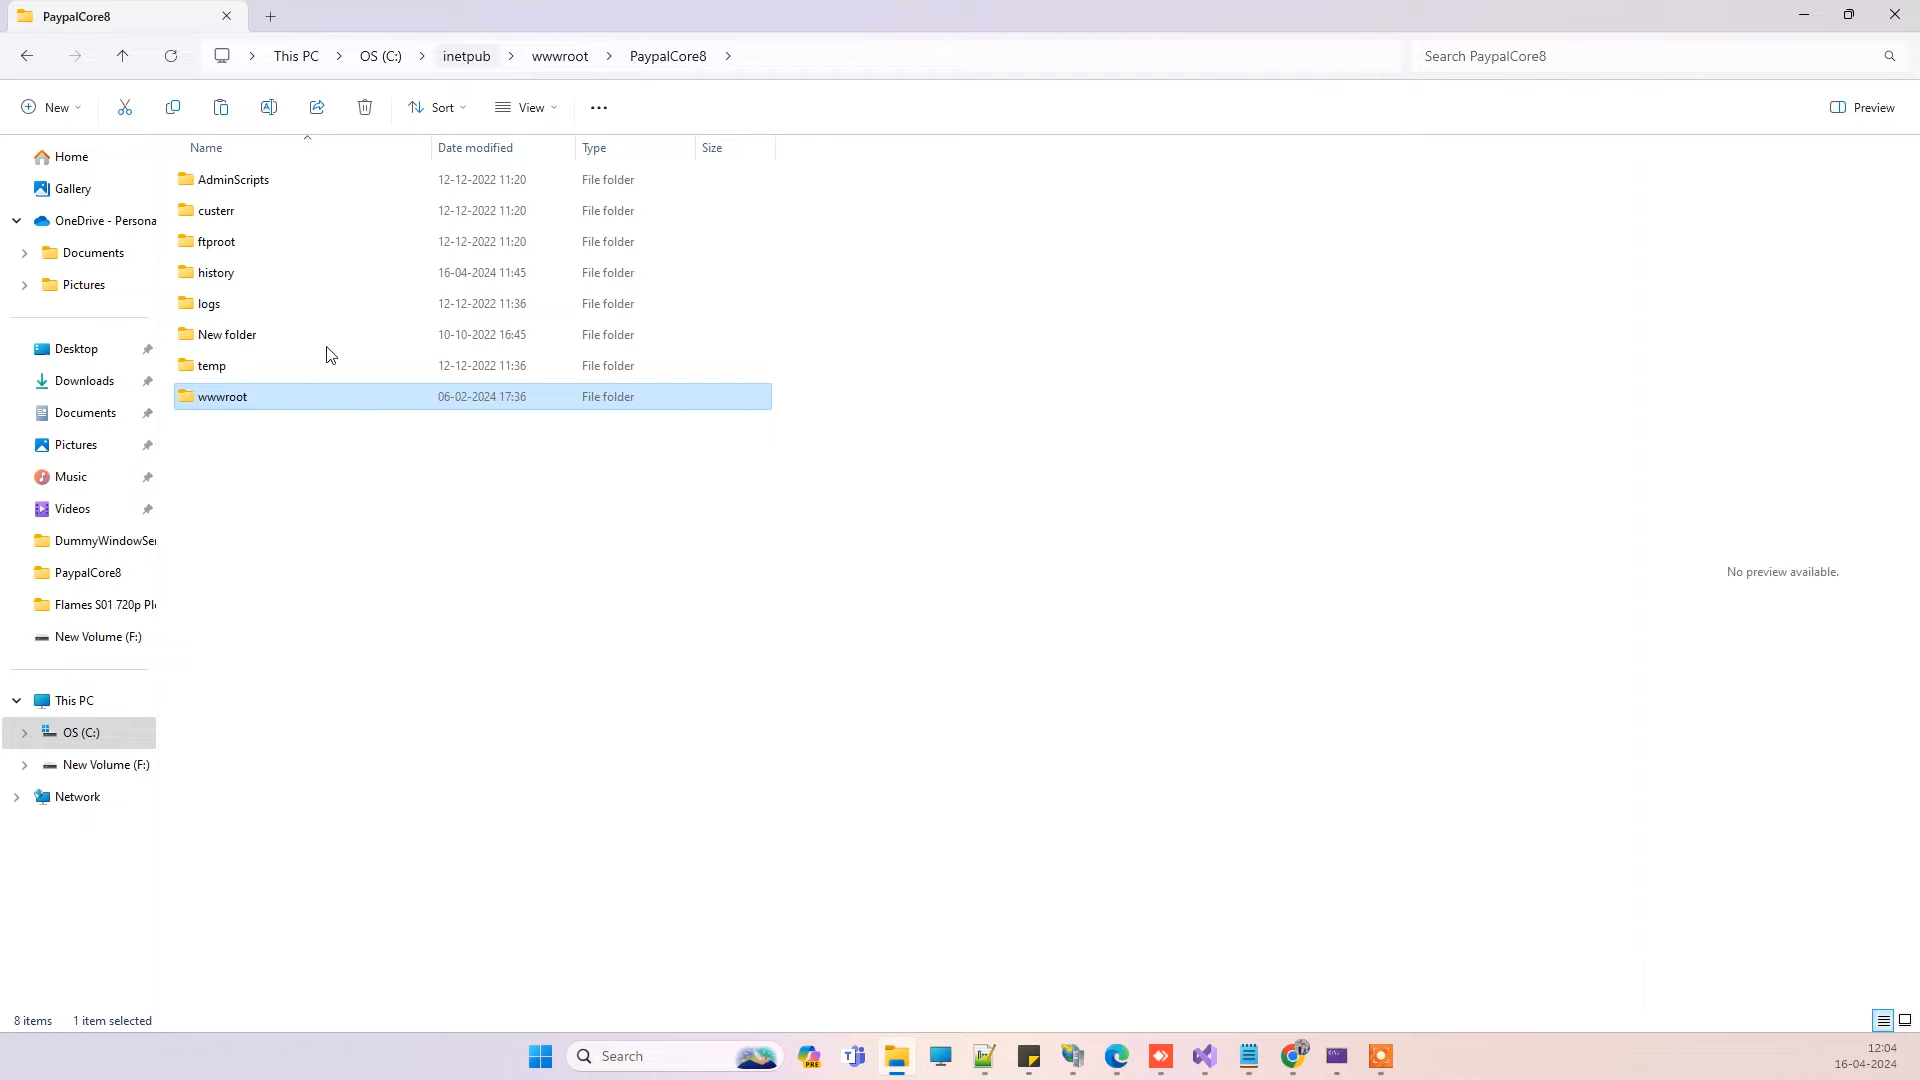 PaypalCore8
This PC > OS (C:) > inetpub > wwwroot > PaypalCore8 >
Search PaypalCore8
New
Sort
View
Preview
Name Date modified Type Size
AdminScripts 12-12-2022 11:20 File folder
custerr 12-12-2022 11:20 File folder
ftproot 12-12-2022 11:20 File folder
history 16-04-2024 11:45 File folder
logs 12-12-2022 11:36 File folder
New folder 10-10-2022 16:45 File folder
temp 12-12-2022 11:36 File folder
wwwroot 06-02-2024 17:36 File folder
Home
Gallery
OneDrive - Persona
Documents
Pictures
Desktop
Downloads
Documents
Pictures
Music
Videos
DummyWindowSer
PaypalCore8
Flames S01 720p Ple
New Volume (F:)
This PC
OS (C:)
New Volume (F:)
Network
No preview available.
8 items 1 item selected
Search
PRE
12:04
16-04-2024